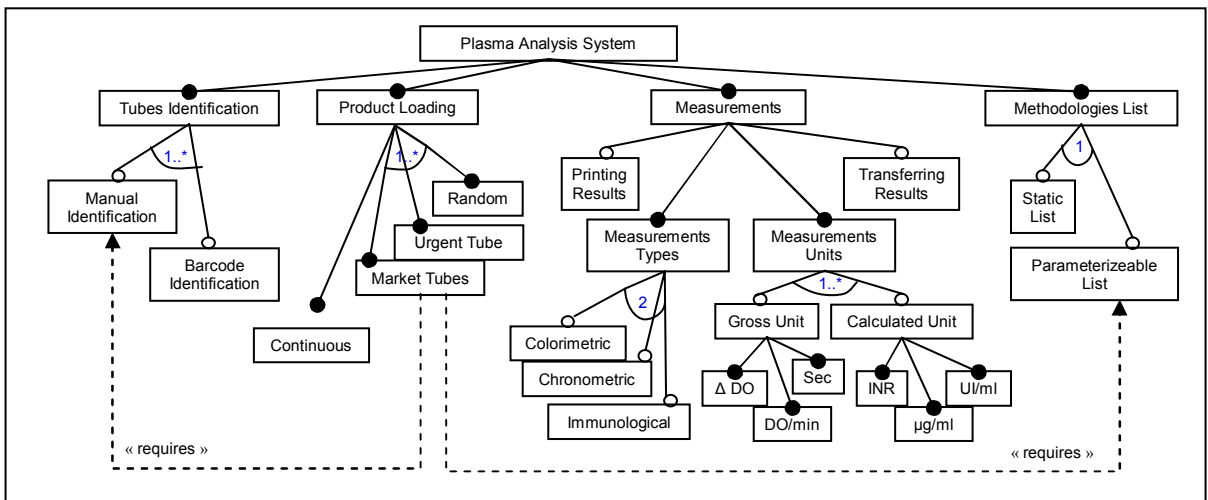 Plasma Analysis System
Tubes Identification
Product Loading
Measurements
Methodologies List
1..*
1..*
1
Manual
Identification
Random
Printing
Results
Transferring
Results
Static
List
Urgent Tube
Measurements
Types
Measurements
Units
Barcode
Identification
Market Tubes
Parameterizeable
List
2
1..*
Continuous
Colorimetric
Gross Unit
Calculated Unit
Chronometric
Δ DO
Sec
INR
UI/ml
Immunological
DO/min
µg/ml
« requires »
« requires »